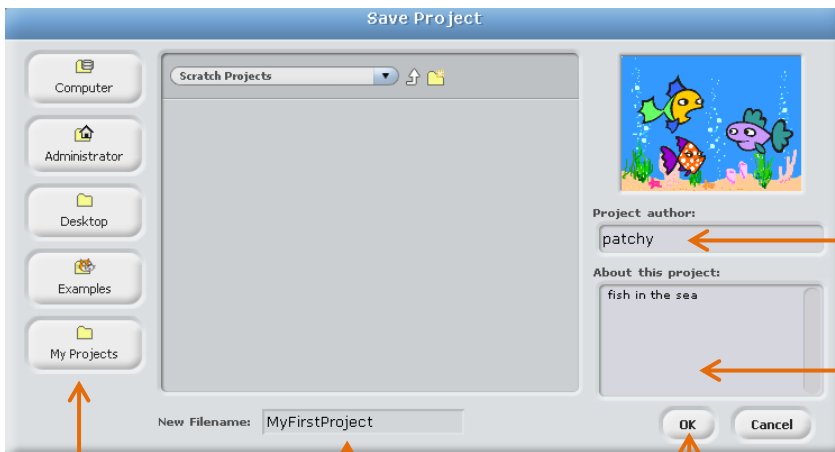 Save Project
Computer
Administrator
Desktop
Examples
My Projects
Scratch Projects
New Filename: MyFirstProject
Project author:
patchy
About this project:
fish in the sea
OK
Cancel